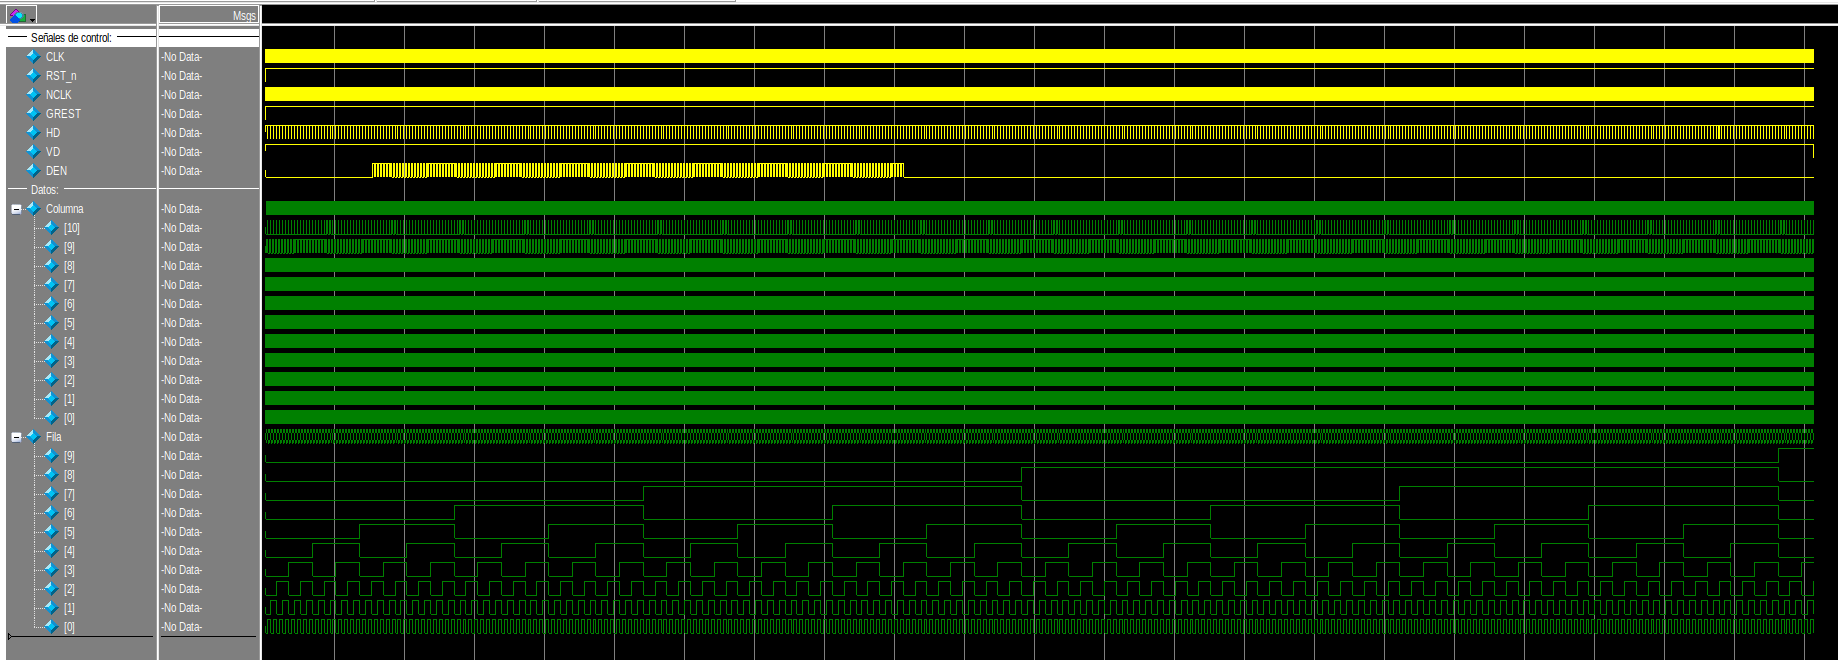 Msgs
Señales de control:
CLK -No Data-
RST_n -No Data-
NCLK -No Data-
GREST -No Data-
HD -No Data-
VD -No Data-
DEN -No Data-
Datos:
Columna -No Data-
[10] -No Data-
[9] -No Data-
[8] -No Data-
[7] -No Data-
[6] -No Data-
[5] -No Data-
[4] -No Data-
[3] -No Data-
[2] -No Data-
[1] -No Data-
[0] -No Data-
Fila -No Data-
[9] -No Data-
[8] -No Data-
[7] -No Data-
[6] -No Data-
[5] -No Data-
[4] -No Data-
[3] -No Data-
[2] -No Data-
[1] -No Data-
[0] -No Data-